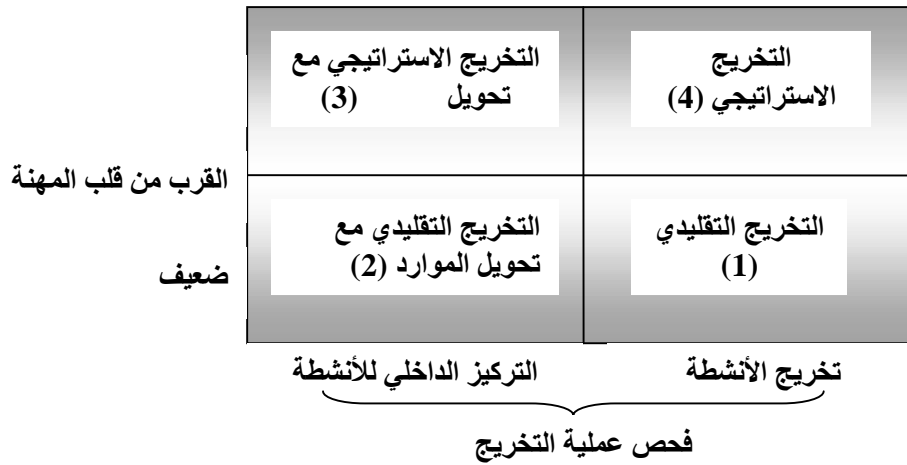 التخريج
الاستراتيجي (4)
التخريج الاستراتيجي مع
تحويل (3)
القرب من قلب المهنة
التخريج التقليدي
(1)
التخريج التقليدي مع
تحويل الموارد (2)
ضعيف
تخريج الأنشطة
التركيز الداخلي للأنشطة
فحص عملية التخريج